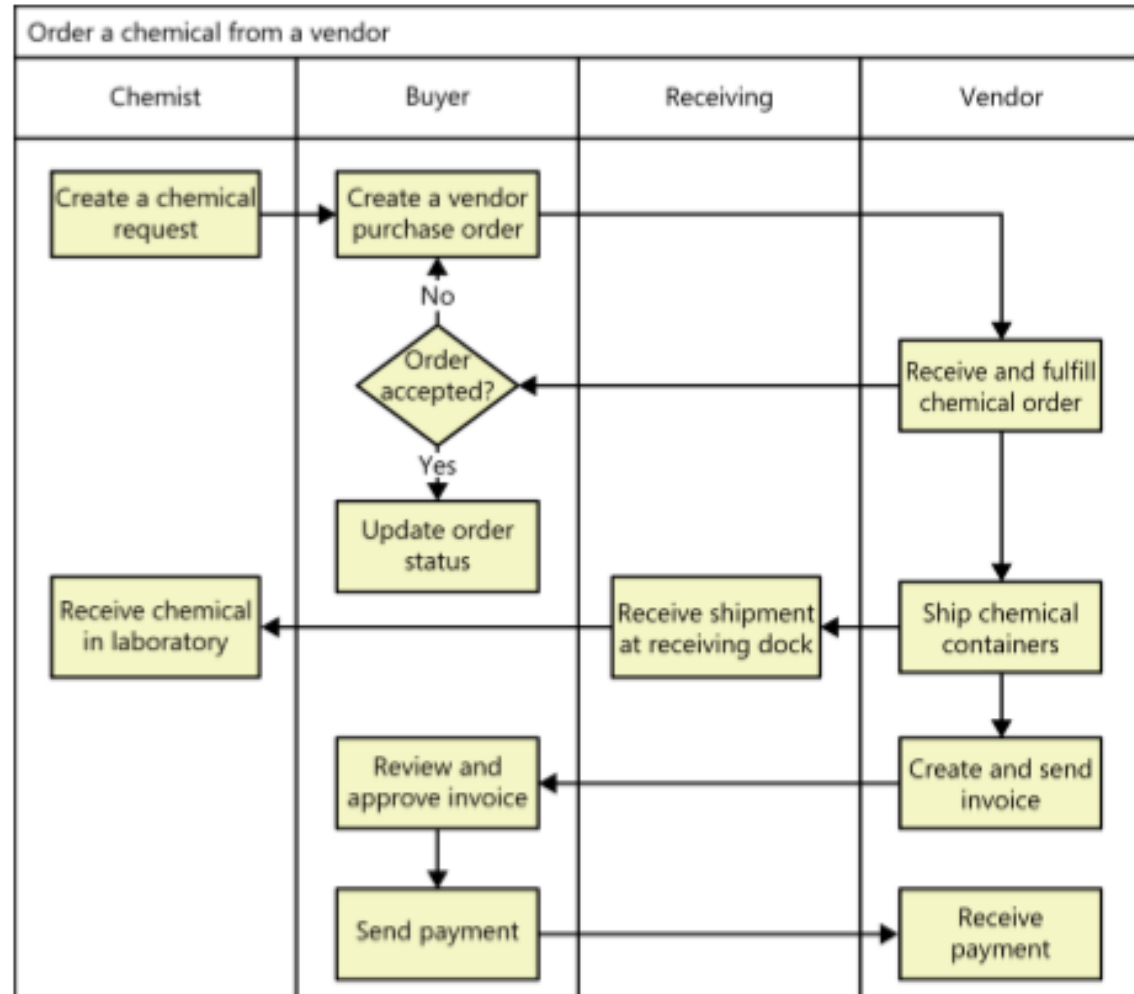 Order a chemical from a vendor
Chemist
Buyer
Receiving
Vendor
Create a chemical
request
Create a vendor
purchase order
No
Order
accepted?
Receive and fulfill
chemical order
Yes
Update order
status
Receive chemical
in laboratory
Receive shipment
at receiving dock
Ship chemical
containers
Review and
approve invoice
Create and send
invoice
Send payment
Receive
payment